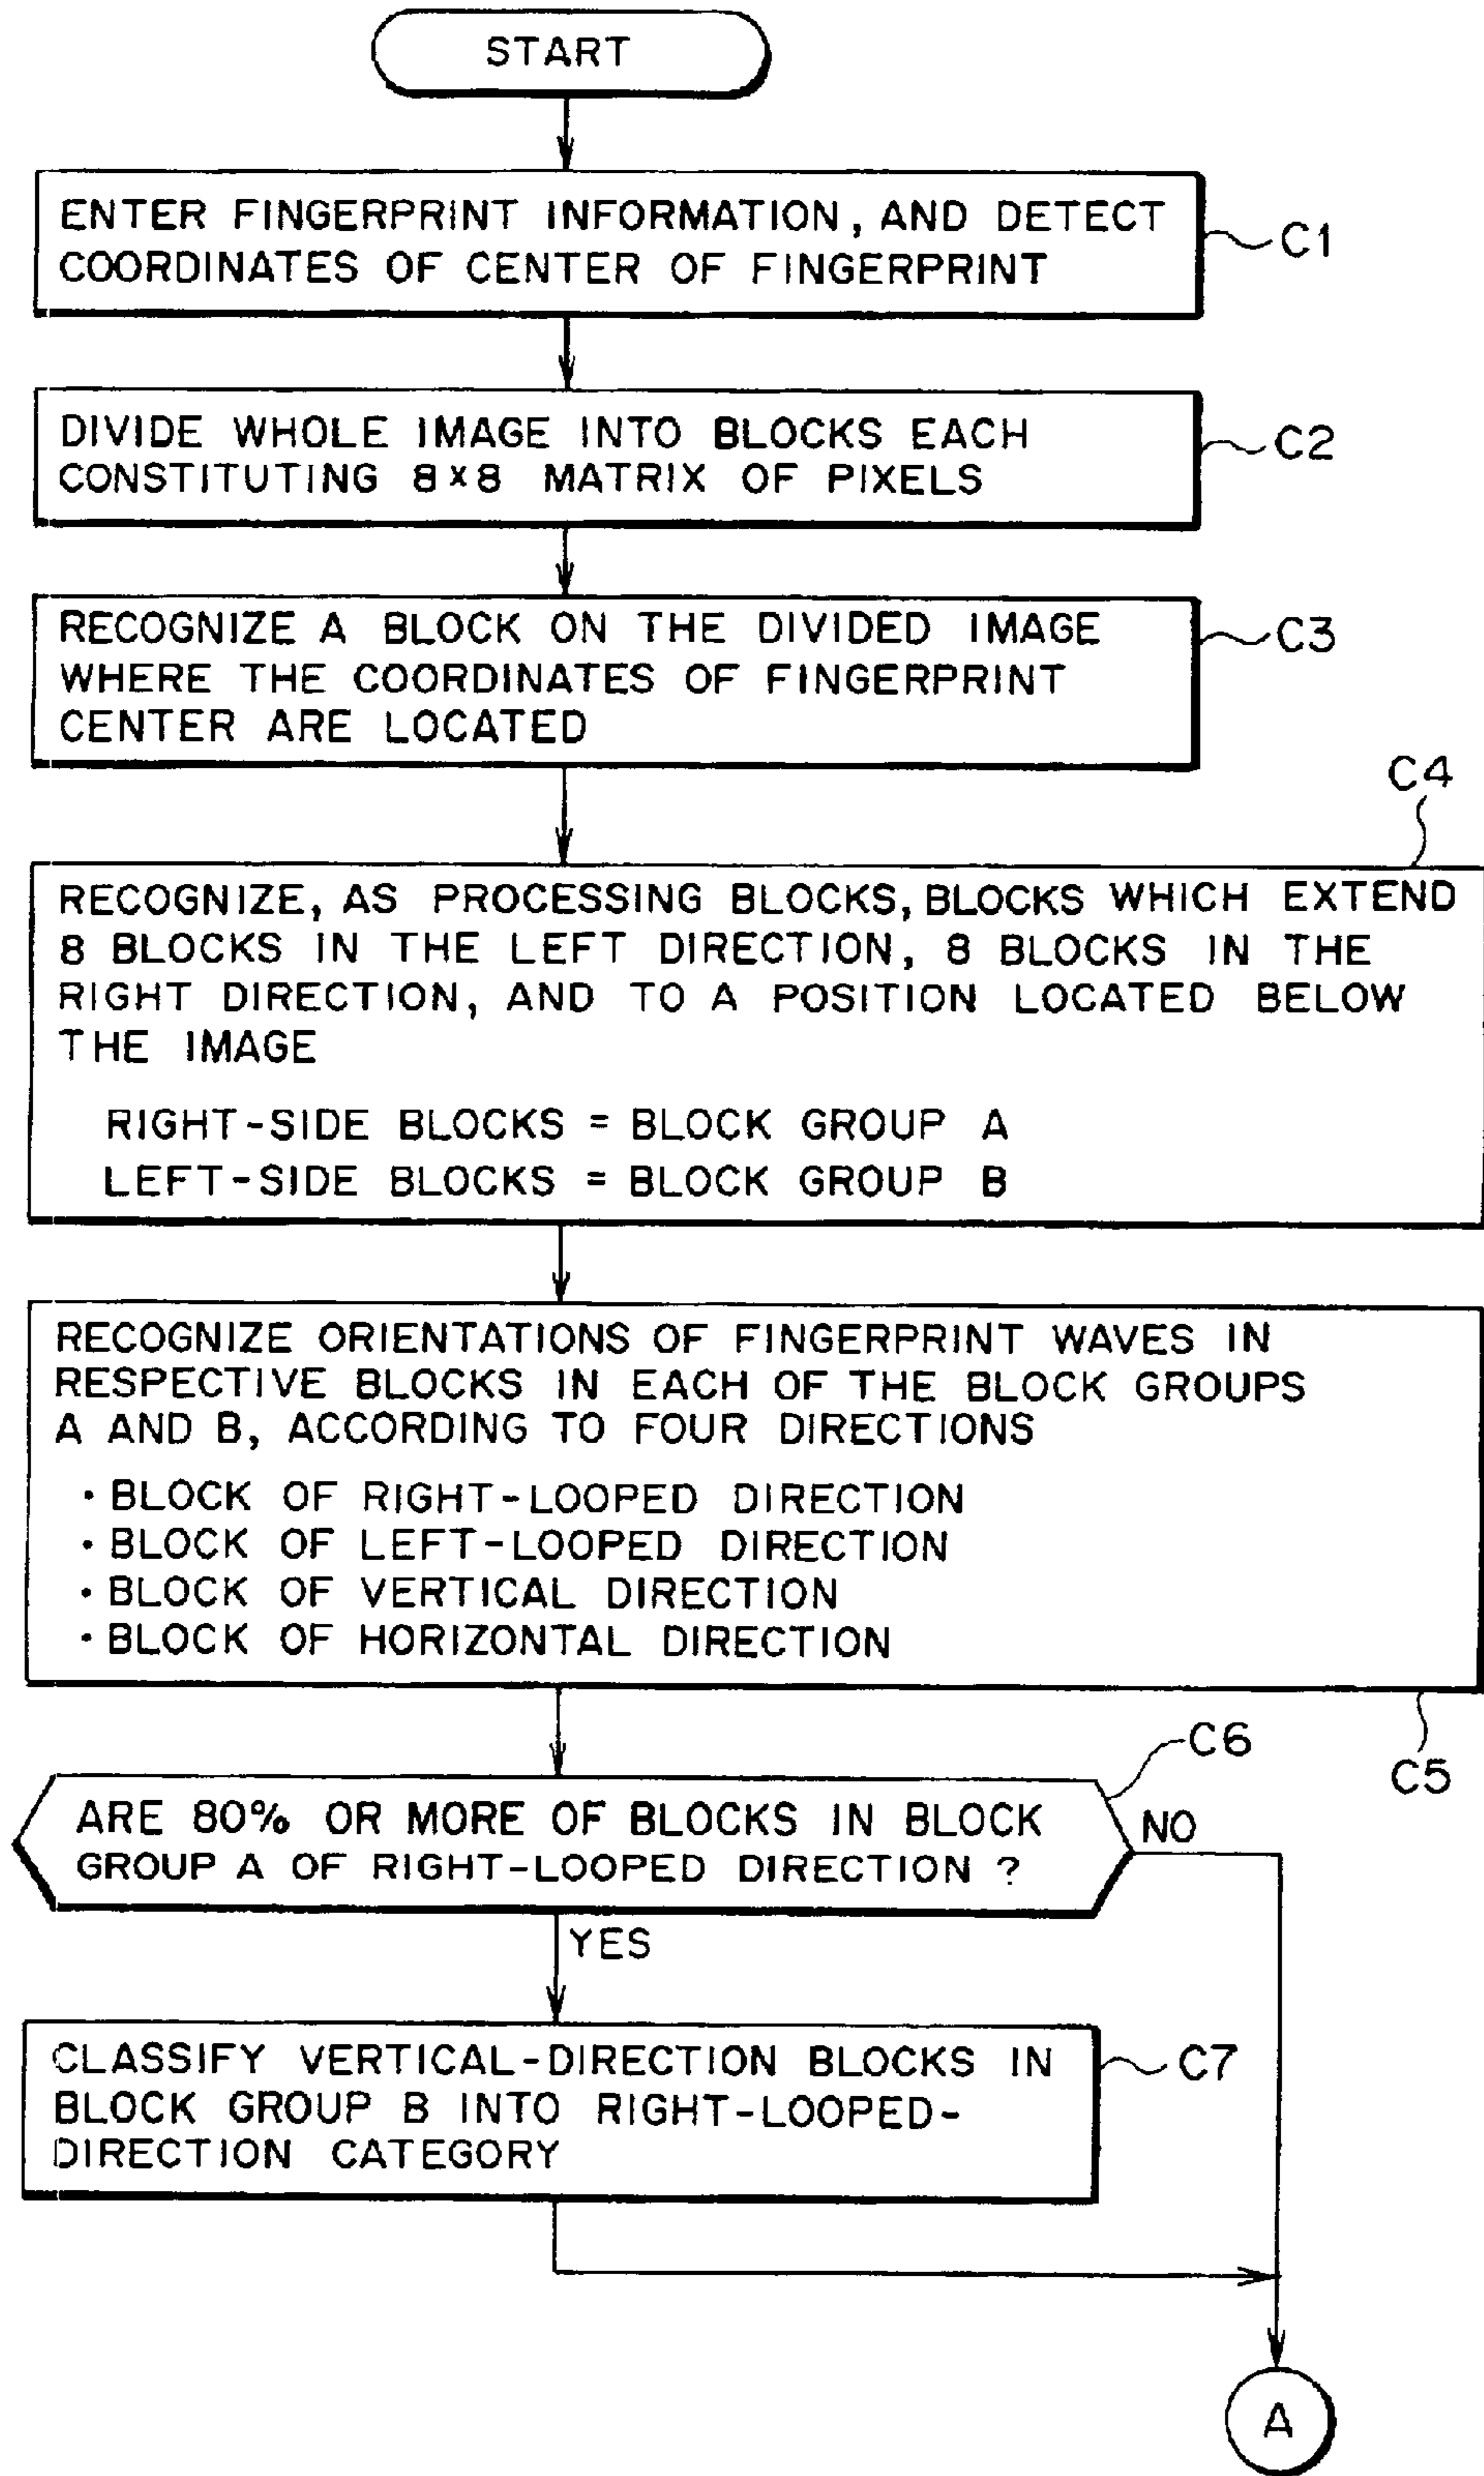 START
ENTER FINGERPRINT INFORMATION, AND DETECT
COORDINATES OF CENTER OF FINGERPRINT
C1
DIVIDE WHOLE IMAGE INTO BLOCKS EACH
CONSTITUTING 8×8 MATRIX OF PIXELS
C2
RECOGNIZE A BLOCK ON THE DIVIDED IMAGE
WHERE THE COORDINATES OF FINGERPRINT
CENTER ARE LOCATED
C3
C4
RECOGNIZE, AS PROCESSING BLOCKS, BLOCKS WHICH EXTEND
8 BLOCKS IN THE LEFT DIRECTION, 8 BLOCKS IN THE
RIGHT DIRECTION, AND TO A POSITION LOCATED BELOW
THE IMAGE
RIGHT-SIDE BLOCKS = BLOCK GROUP A
LEFT-SIDE BLOCKS = BLOCK GROUP B
RECOGNIZE ORIENTATIONS OF FINGERPRINT WAVES IN
RESPECTIVE BLOCKS IN EACH OF THE BLOCK GROUPS
A AND B, ACCORDING TO FOUR DIRECTIONS
· BLOCK OF RIGHT-LOOPED DIRECTION
· BLOCK OF LEFT-LOOPED DIRECTION
· BLOCK OF VERTICAL DIRECTION
· BLOCK OF HORIZONTAL DIRECTION
C5
C6
ARE 80% OR MORE OF BLOCKS IN BLOCK
GROUP A OF RIGHT-LOOPED DIRECTION ?
NO
YES
CLASSIFY VERTICAL-DIRECTION BLOCKS IN
BLOCK GROUP B INTO RIGHT-LOOPED-
DIRECTION CATEGORY
C7
A